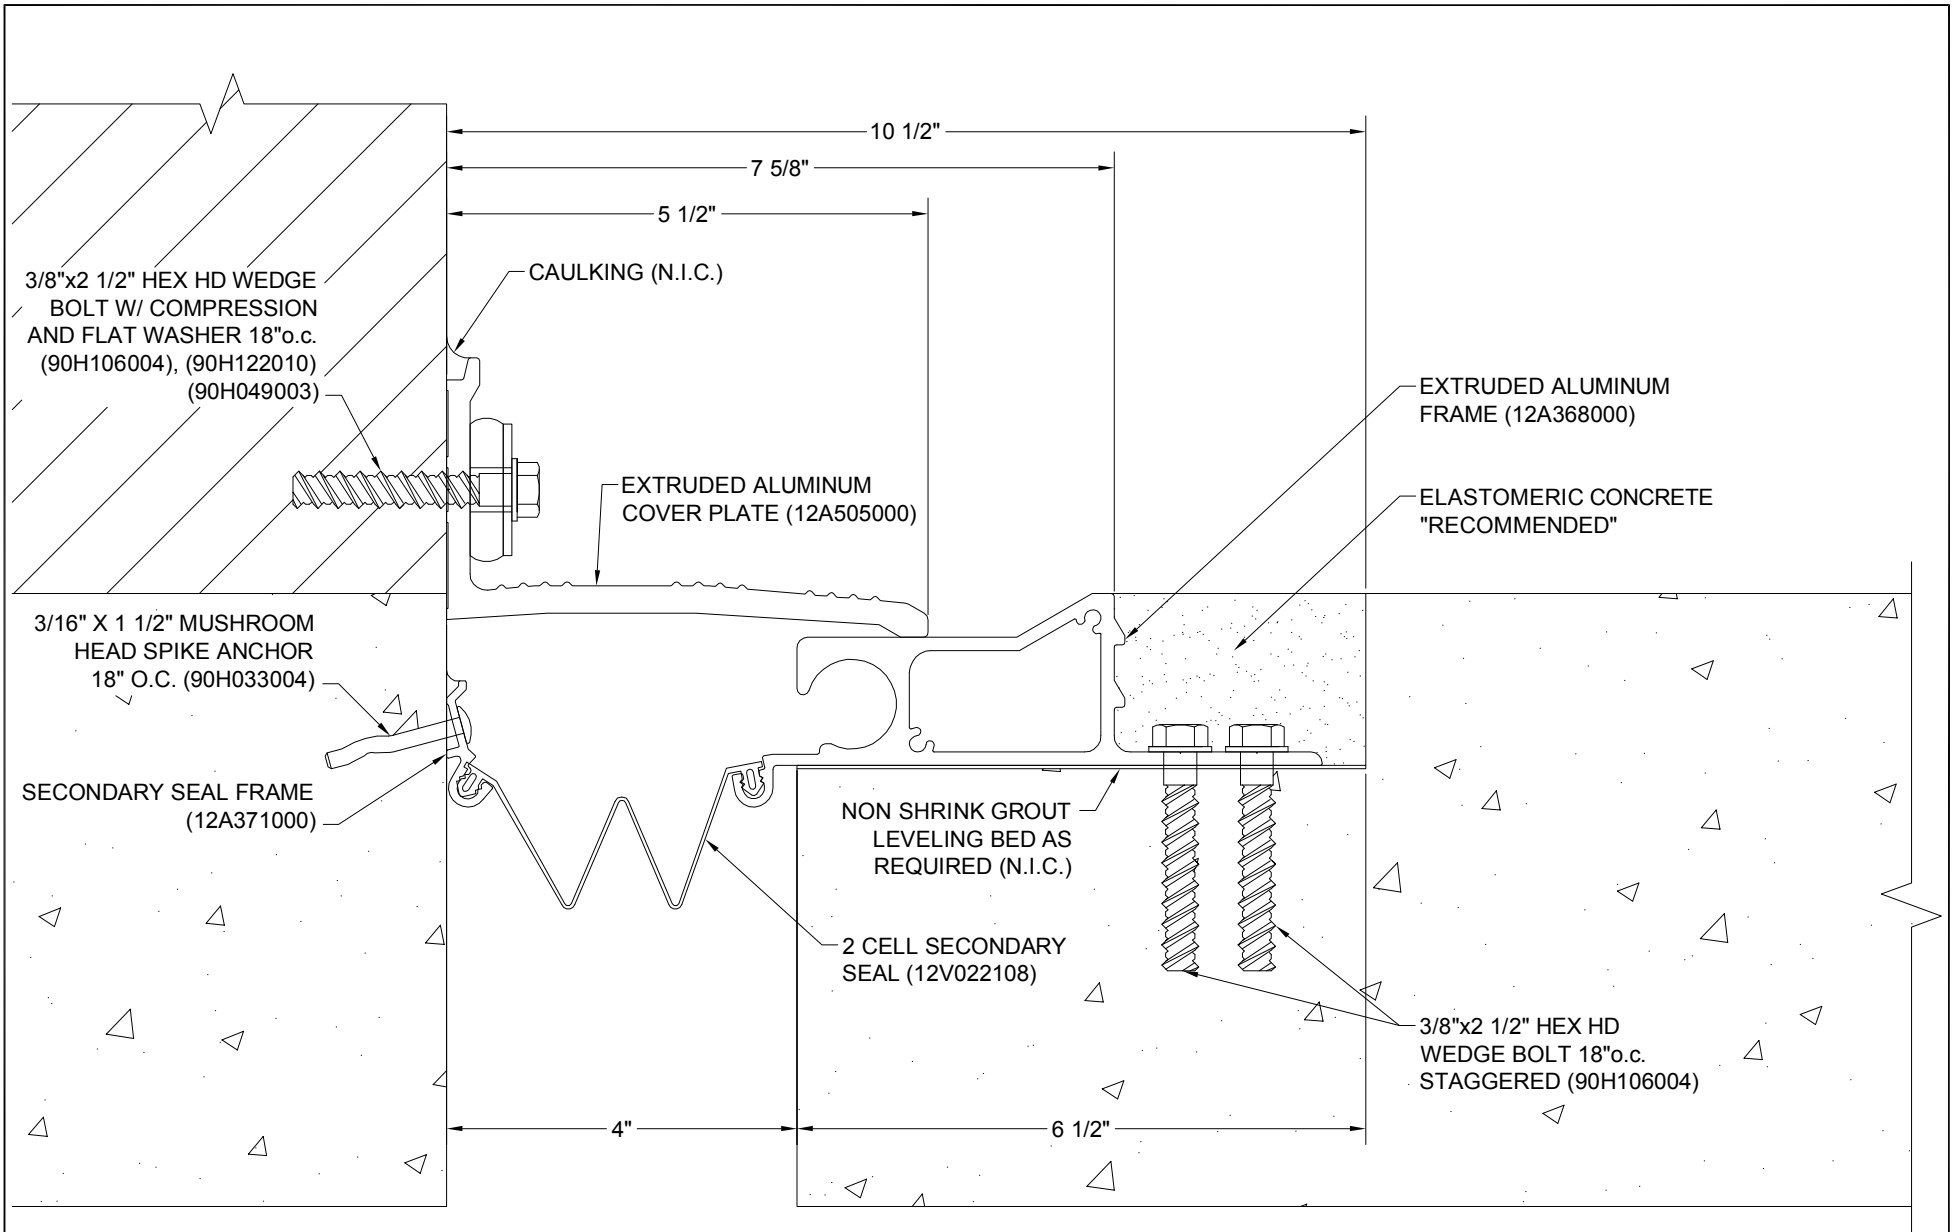 10 1/2"
7 5/8"
5 1/2"
3/8"x2 1/2" HEX HD WEDGE
BOLT W/ COMPRESSION
AND FLAT WASHER 18"o.c.
(90H106004), (90H122010)
(90H049003)
CAULKING (N.I.C.)
EXTRUDED ALUMINUM
COVER PLATE (12A505000)
EXTRUDED ALUMINUM
FRAME (12A368000)
ELASTOMERIC CONCRETE
"RECOMMENDED"
3/16" X 1 1/2" MUSHROOM
HEAD SPIKE ANCHOR
18" O.C. (90H033004)
SECONDARY SEAL FRAME
(12A371000)
NON SHRINK GROUT
LEVELING BED AS
REQUIRED (N.I.C.)
2 CELL SECONDARY
SEAL (12V022108)
3/8"x2 1/2" HEX HD
WEDGE BOLT 18"o.c.
STAGGERED (90H106004)
4"
6 1/2"